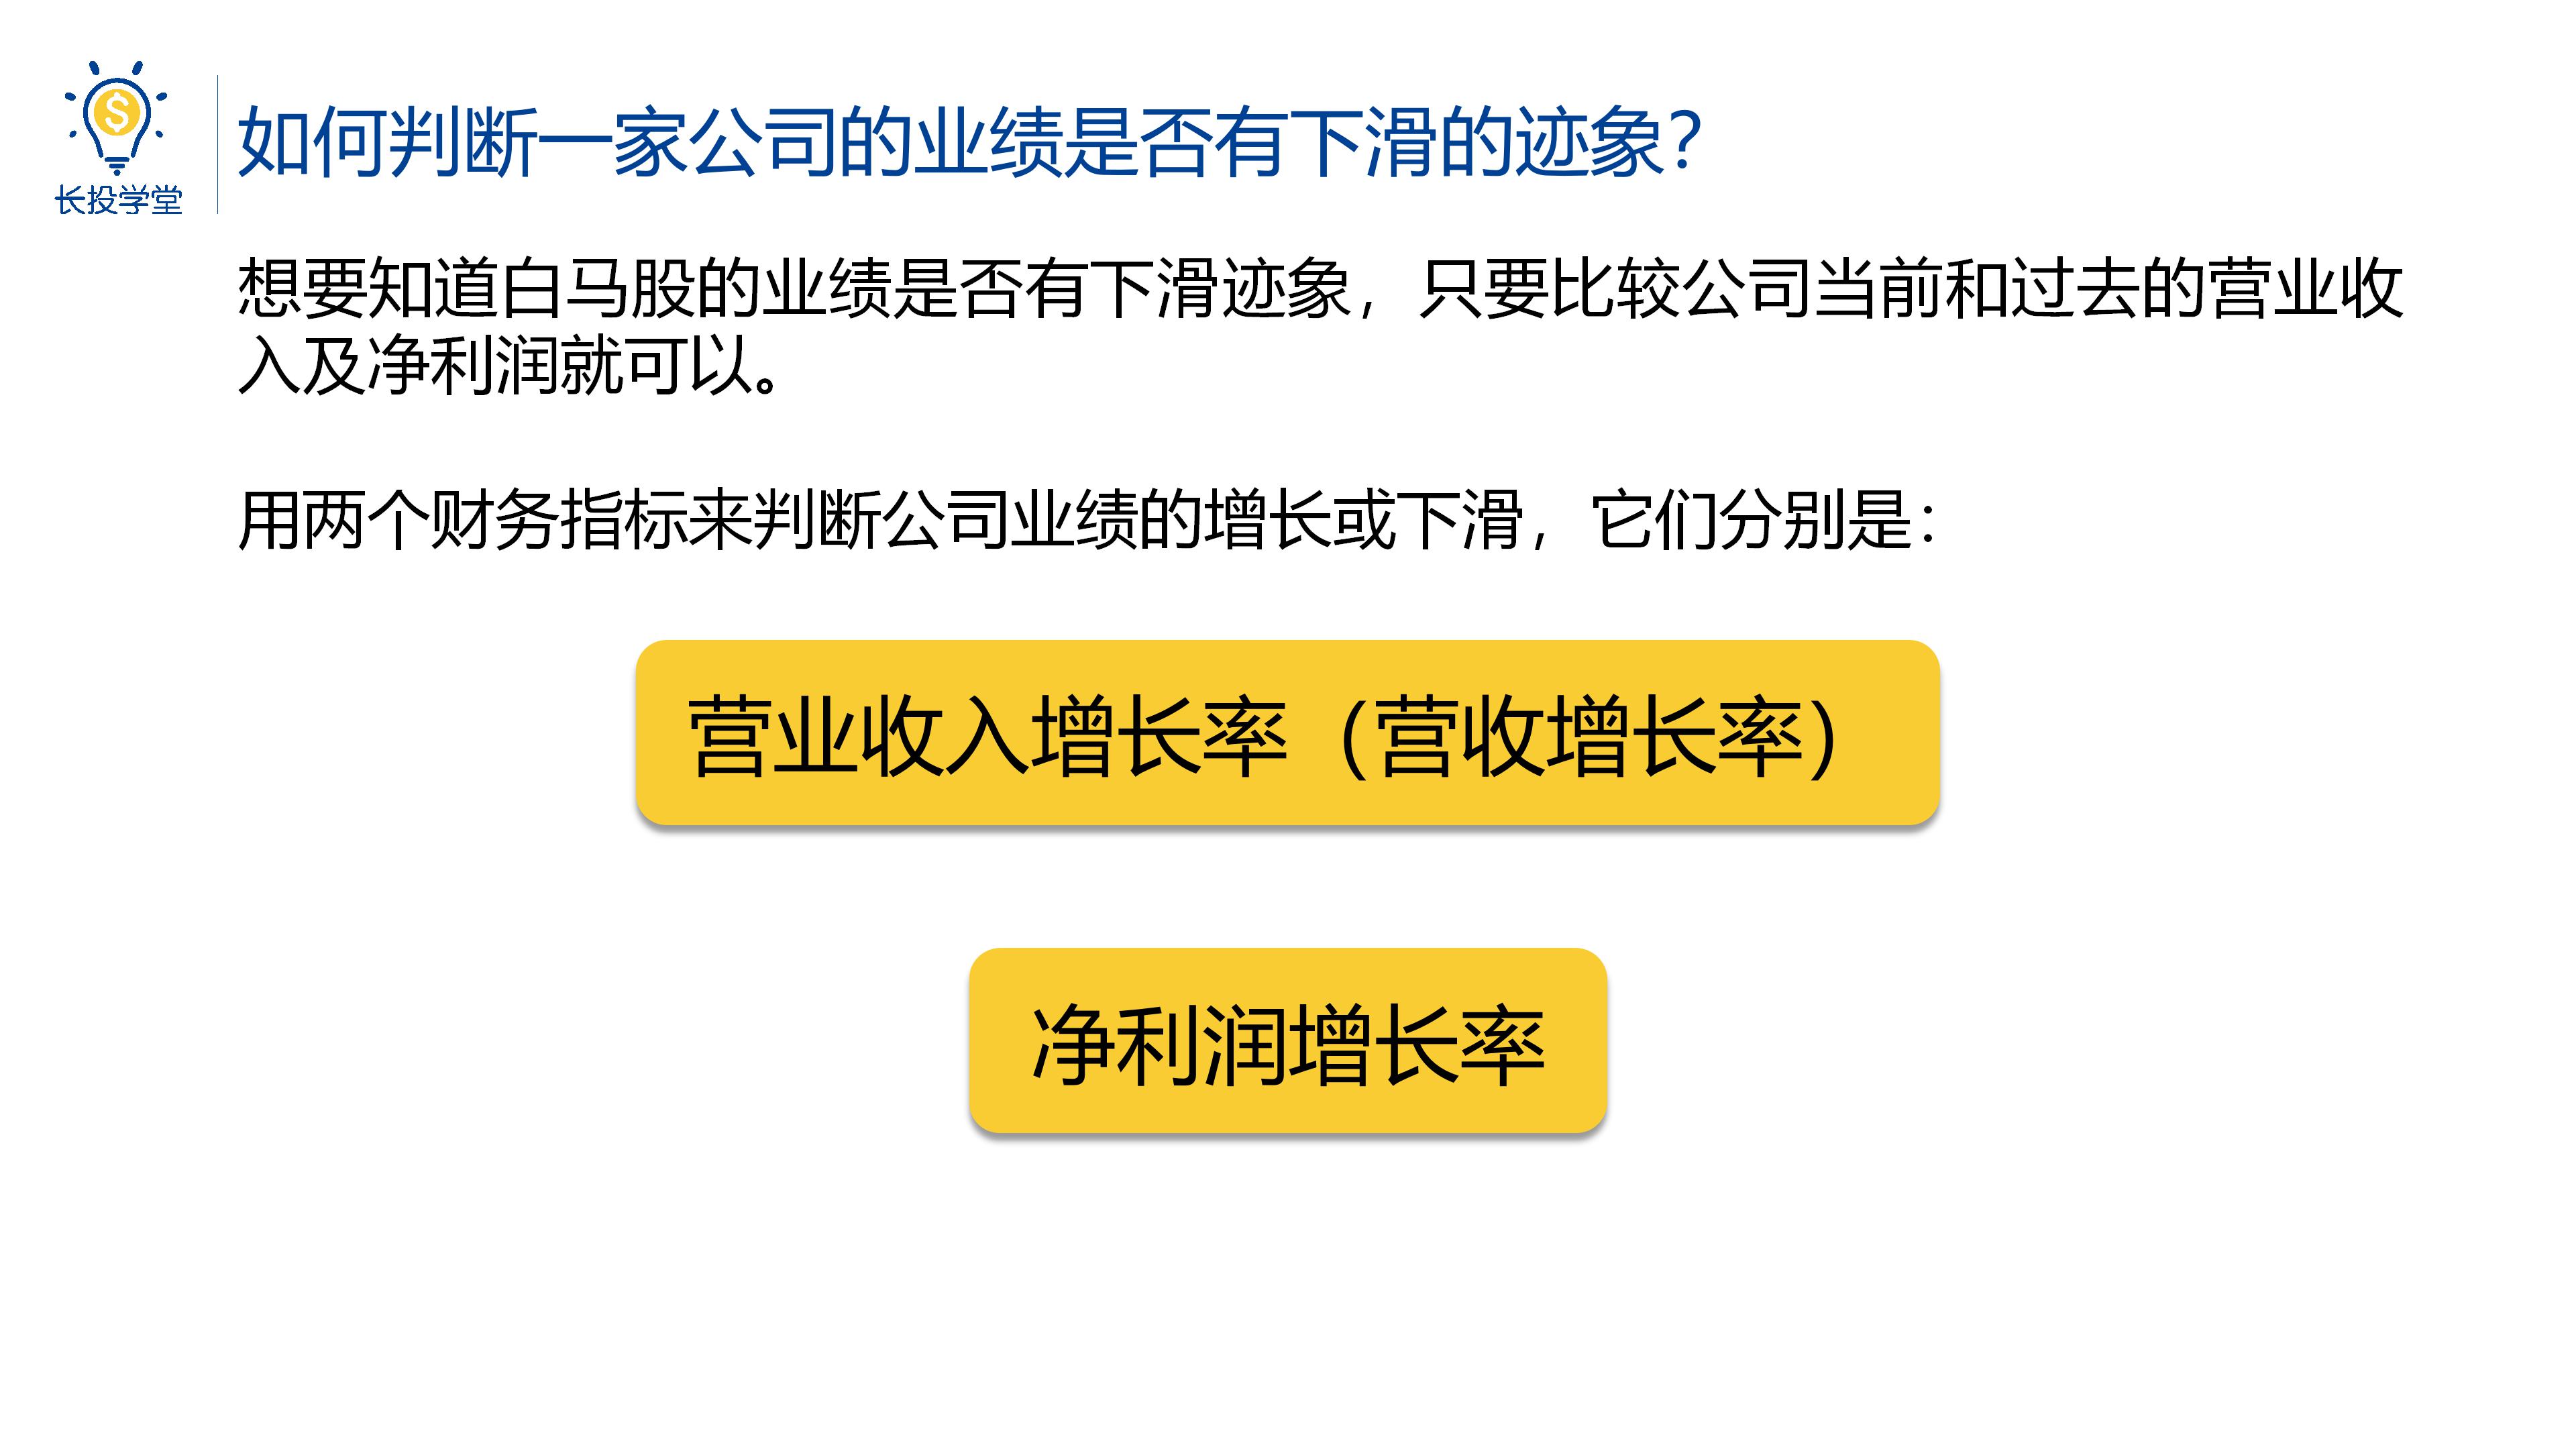 长投学堂
如何判断一家公司的业绩是否有下滑的迹象？
想要知道白马股的业绩是否有下滑迹象，只要比较公司当前和过去的营业收
入及净利润就可以。
用两个财务指标来判断公司业绩的增长或下滑，它们分别是：
营业收入增长率（营收增长率）
净利润增长率